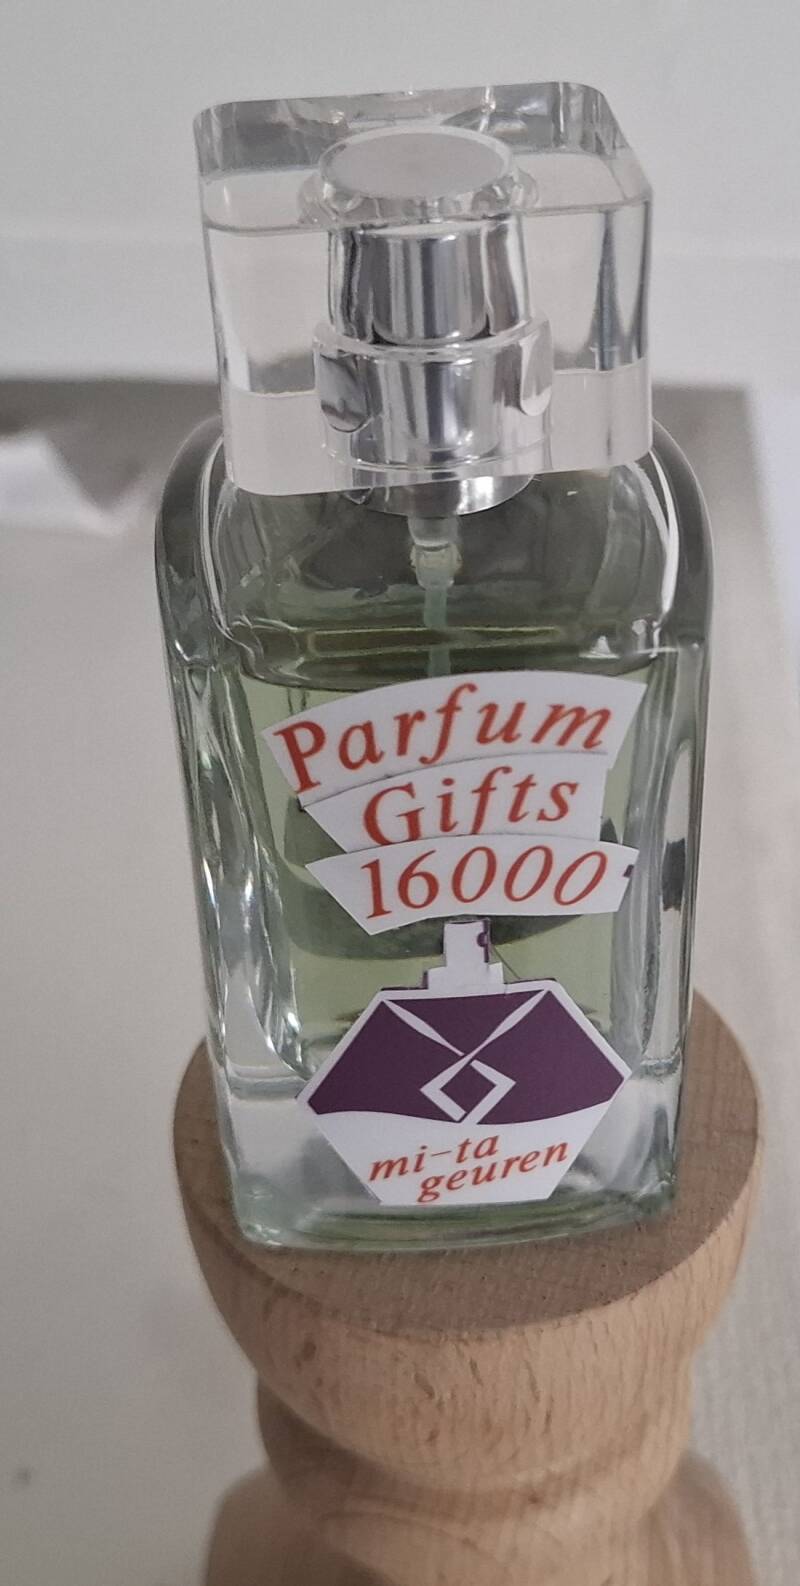 Parfum
Gifts
16000
mi-ta
geuren